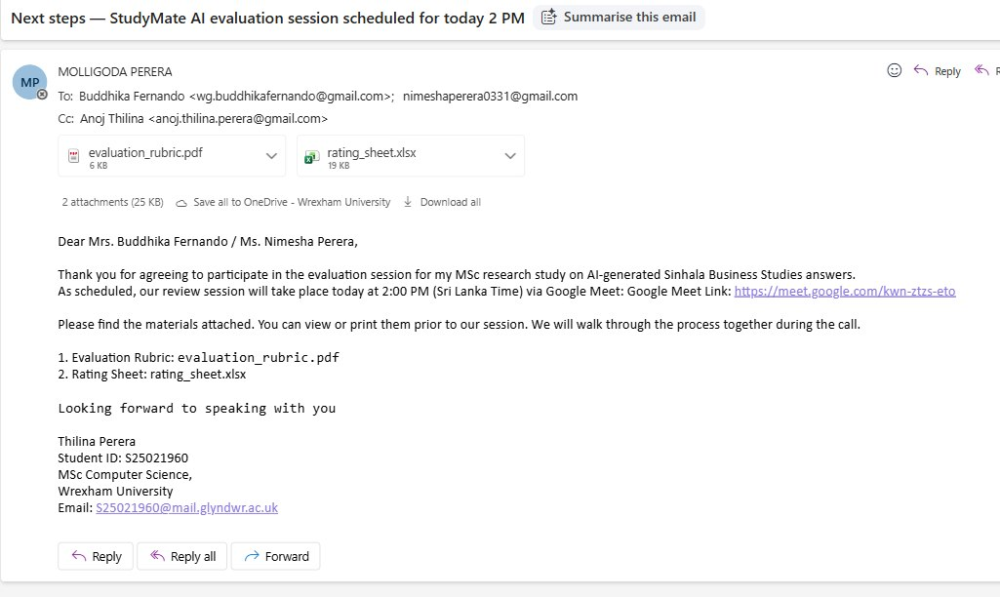 Next steps — StudyMate AI evaluation session scheduled for today 2 PM Summarise this email
MP
MOLLIGODA PERERA
Reply
R
To: Buddhika Fernando <wg.buddhikafernando@gmail.com>; nimeshaperera0331@gmail.com
Cc: Anoj Thilina <anoj.thilina.perera@gmail.com>
evaluation_rubric.pdf
6 KB
rating_sheet.xlsx
19 KB
2 attachments (25 KB) Save all to OneDrive - Wrexham University Download all
Dear Mrs. Buddhika Fernando / Ms. Nimesha Perera,
Thank you for agreeing to participate in the evaluation session for my MSc research study on AI-generated Sinhala Business Studies answers.
As scheduled, our review session will take place today at 2:00 PM (Sri Lanka Time) via Google Meet: Google Meet Link: https://meet.google.com/kwn-ztzs-eto
Please find the materials attached. You can view or print them prior to our session. We will walk through the process together during the call.
1. Evaluation Rubric: evaluation_rubric.pdf
2. Rating Sheet: rating_sheet.xlsx
Looking forward to speaking with you
Thilina Perera
Student ID: S25021960
MSc Computer Science,
Wrexham University
Email: S25021960@mail.glyndwr.ac.uk
Reply Reply all Forward